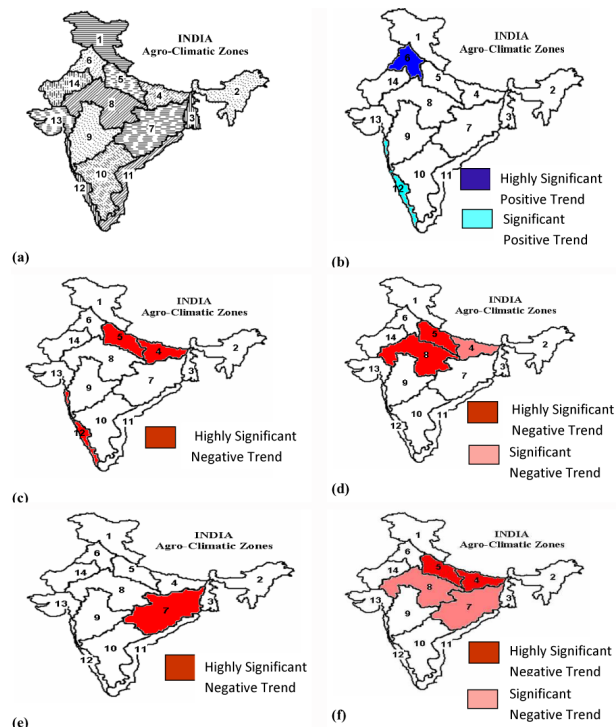 INDIA
Agro-Climatic Zones
1
6
5
14
4
2
8
13
3
7
9
10
11
12
(a)
INDIA
Agro-Climatic Zones
1
6
5
14
4
2
8
13
3
7
9
10
11
12
Highly Significant
Positive Trend
Significant
Positive Trend
(b)
INDIA
Agro-Climatic Zones
1
6
5
14
4
2
8
13
3
7
9
10
11
12
Highly Significant
Negative Trend
(c)
INDIA
Agro-Climatic Zones
1
6
5
14
4
2
8
13
3
7
9
10
11
12
Highly Significant
Negative Trend
Significant
Negative Trend
(d)
INDIA
Agro-Climatic Zones
1
6
5
14
4
2
8
13
3
7
9
10
11
12
Highly Significant
Negative Trend
(e)
INDIA
Agro-Climatic Zones
1
6
5
14
4
2
8
13
3
7
9
10
11
12
Highly Significant
Negative Trend
Significant
Negative Trend
(f)